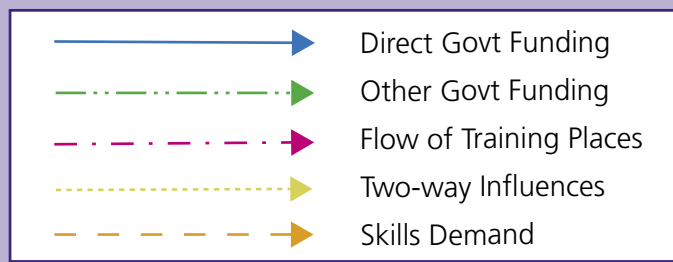 Direct Govt Funding
Other Govt Funding
Flow of Training Places
Two-way Influences
Skills Demand